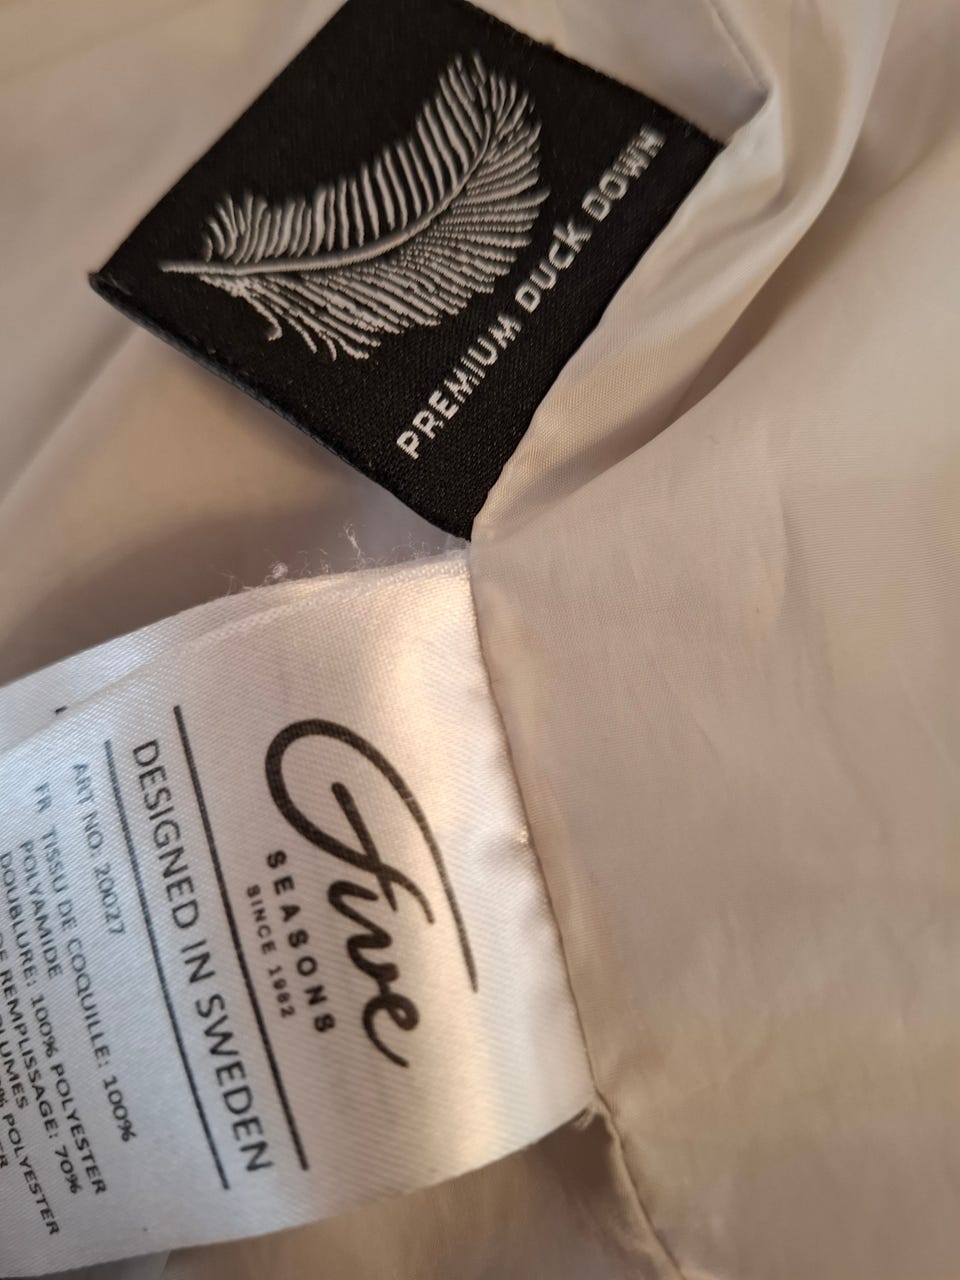 PREMIUM DUCK DOWN
Five
SEASONS
SINCE 1982
DESIGNED IN SWEDEN
ART NO. 20027
FR TISSU DE COQUILLE: 100%
POLYAMIDE
DOUBLURE: 100% POLYESTER
REMPLISSAGE: 70%
POLYESTER